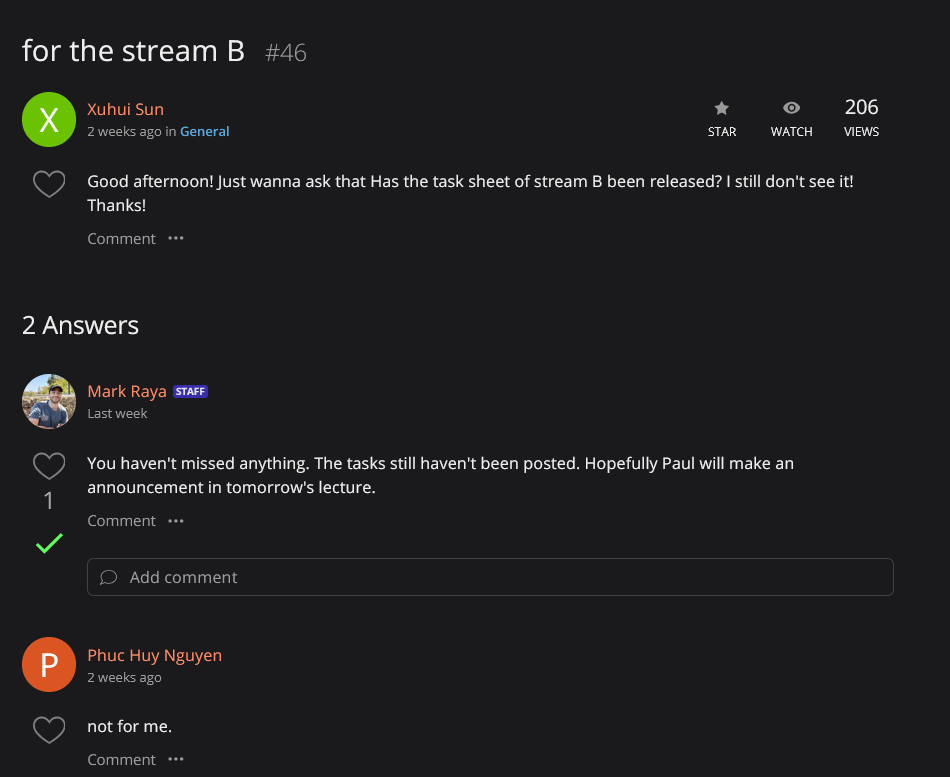 for the stream B #46
X
Xuhui Sun
2 weeks ago in General
STAR
WATCH
206
VIEWS
Good afternoon! Just wanna ask that Has the task sheet of stream B been released? I still don't see it!
Thanks!
Comment ···
2 Answers
Mark Raya STAFF
Last week
You haven't missed anything. The tasks still haven't been posted. Hopefully Paul will make an
announcement in tomorrow's lecture.
1
Comment ···
Add comment
P
Phuc Huy Nguyen
2 weeks ago
not for me.
Comment ···